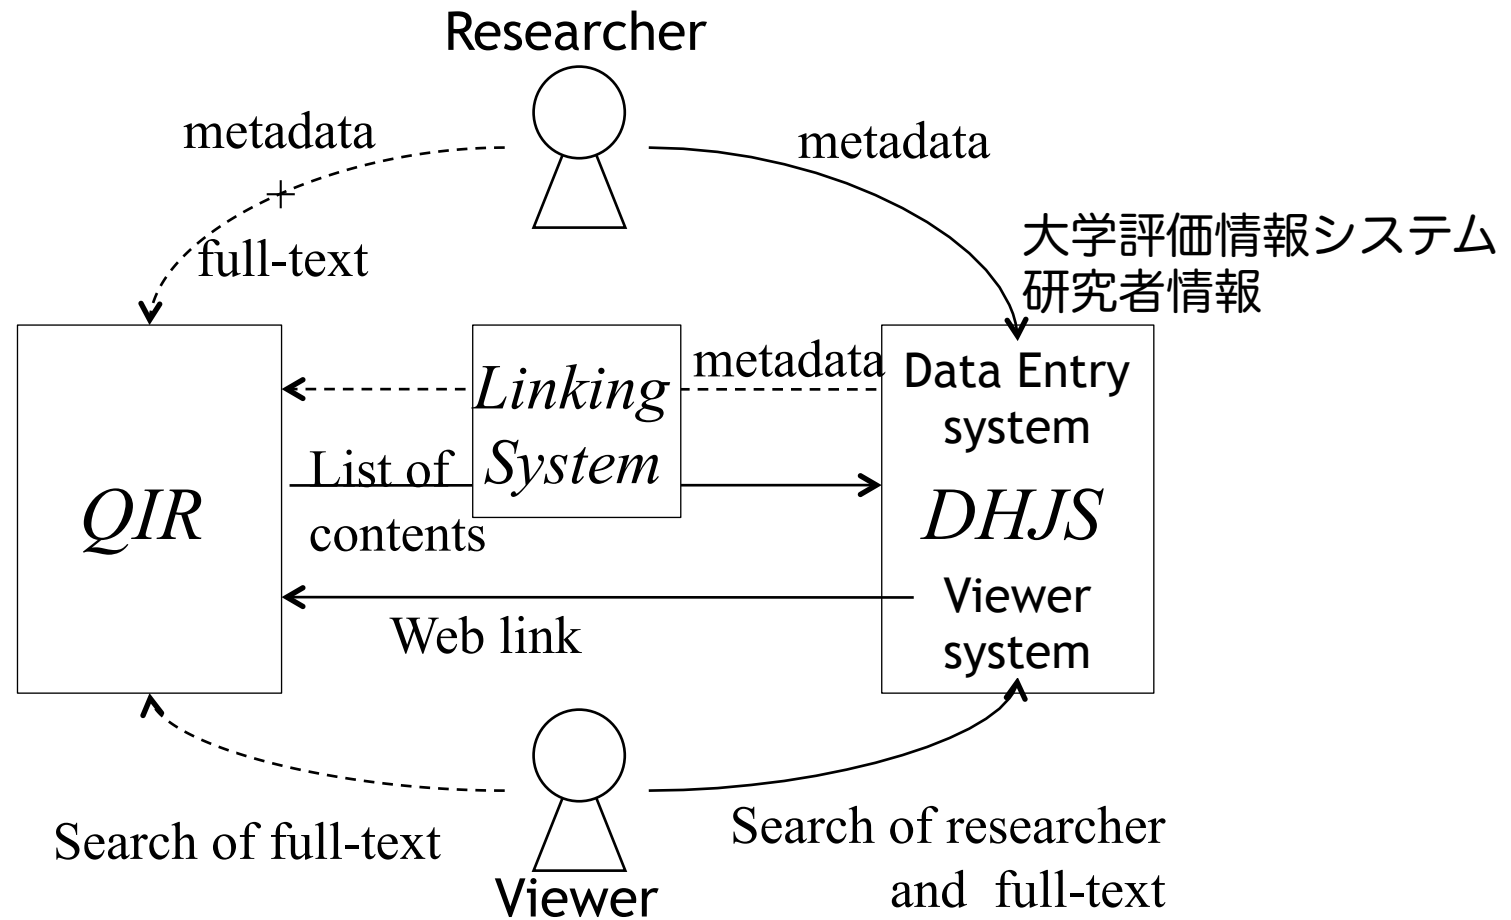 Researcher
metadata
metadata
full-text
大学評価情報システム
研究者情報
metadata
Linking
System
Data Entry
system
List of
contents
QIR
DHJS
Web link
Viewer
system
Search of full-text
Viewer
Search of researcher
and full-text